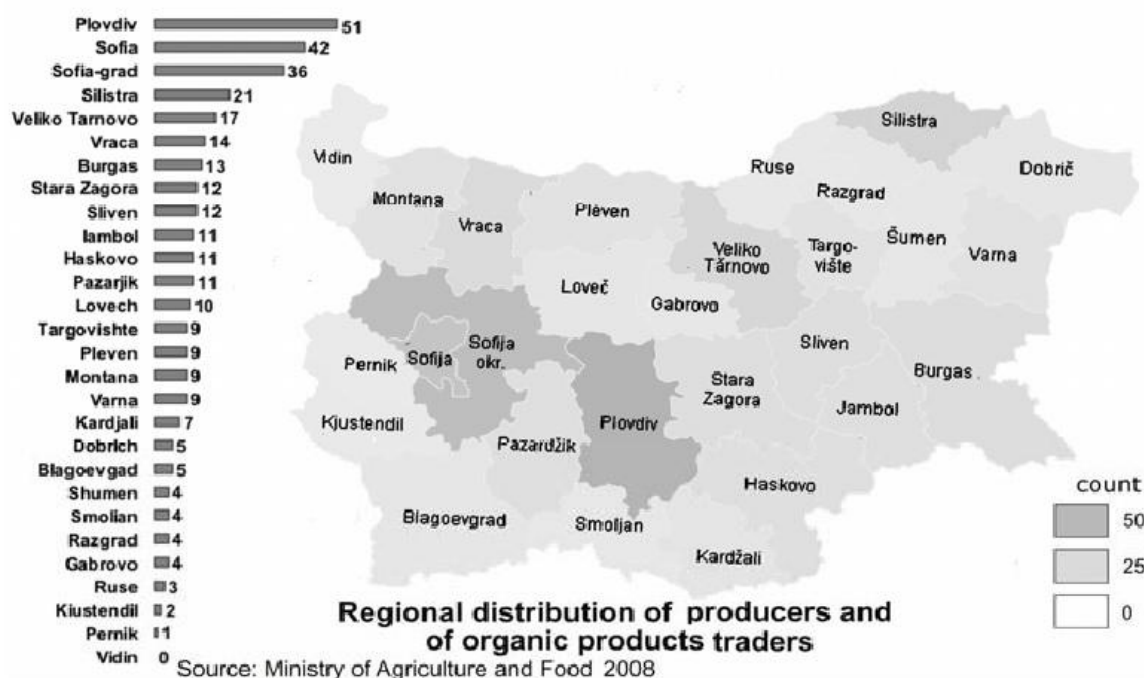 Plovdiv 51
Sofia 42
Sofia-grad 36
Silistra 21
Veliko Tarnovo 17
Vraca 14
Burgas 13
Stara Zagora 12
Sliven 12
Iambol 11
Haskovo 11
Pazarjik 11
Lovech 10
Targovishte 9
Pleven 9
Montana 9
Varna 9
Kardjali 7
Dobrich 5
Blagoevgad 5
Shumen 4
Smolian 4
Razgrad 4
Gabrovo 4
Ruse 3
Kiustendil 2
Pernik 1
Vidin 0
Silistra
Vidin
Ruse
Dobrič
Montana
Razgrad
Pleven
Vraca
Šumen
Veliko
Tărnovo
Targo-
vište
Varna
Loveč
Gabrovo
Sofija
Sofija
okr.
Pernik
Sliven
Burgas
Stara
Zagora
Jambol
Kjustendil
Plovdiv
Pazardžik
Haskovo
Blagoevgrad
Smoljan
Kardžali
count
50
25
0
Regional distribution of producers and
of organic products traders
Source: Ministry of Agriculture and Food 2008